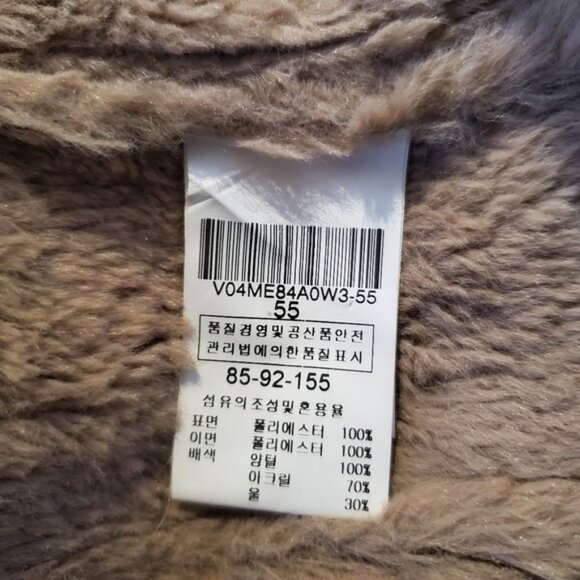 V04ME84A0W3-55
55
품질경영및공산품안전
관리법에의한품질표시
85-92-155
섬유의조성및혼용율
표면 폴리에스터 100%
이면 폴리에스터 100%
배색 양털 100%
아크릴 70%
울 30%